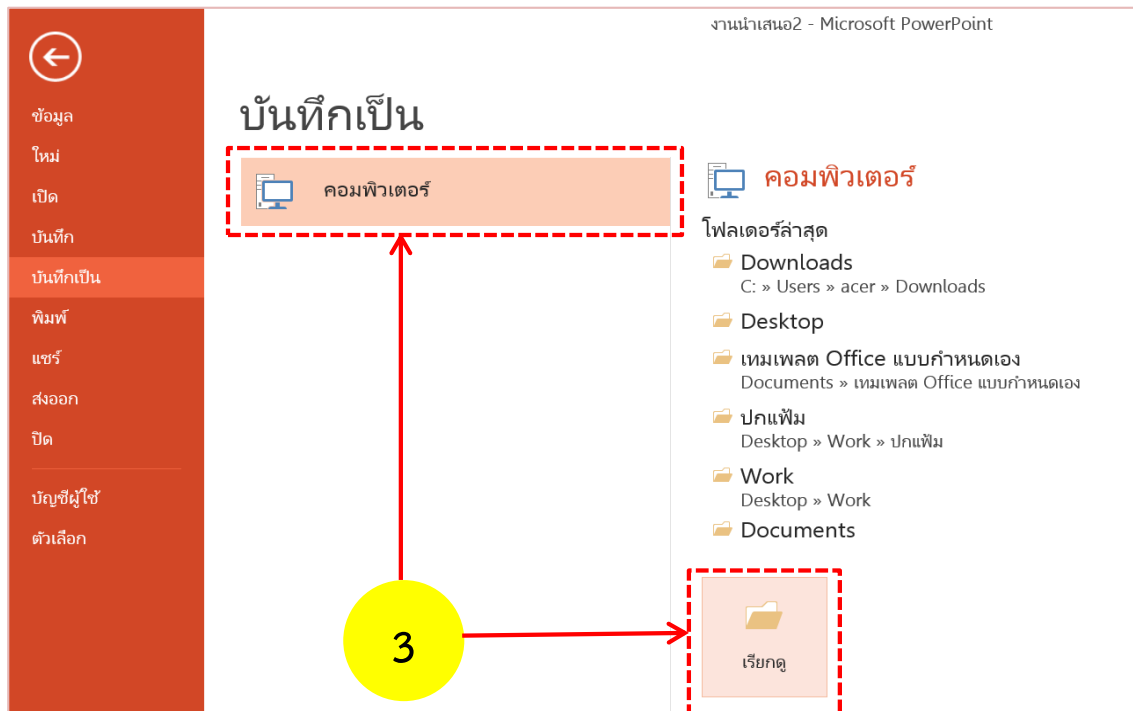 งานนำเสนอ2 - Microsoft PowerPoint
ข้อมูล
ใหม่
เปิด
บันทึก
บันทึกเป็น
พิมพ์
แชร์
ส่งออก
ปิด
บัญชีผู้ใช้
ตัวเลือก
บันทึกเป็น
คอมพิวเตอร์
คอมพิวเตอร์
โฟลเดอร์ล่าสุด
Downloads
C: » Users » acer » Downloads
Desktop
เทมเพลต Office แบบกำหนดเอง
Documents » เทมเพลต Office แบบกำหนดเอง
ปกแฟ้ม
Desktop » Work » ปกแฟ้ม
Work
Desktop » Work
Documents
เรียกดู
3